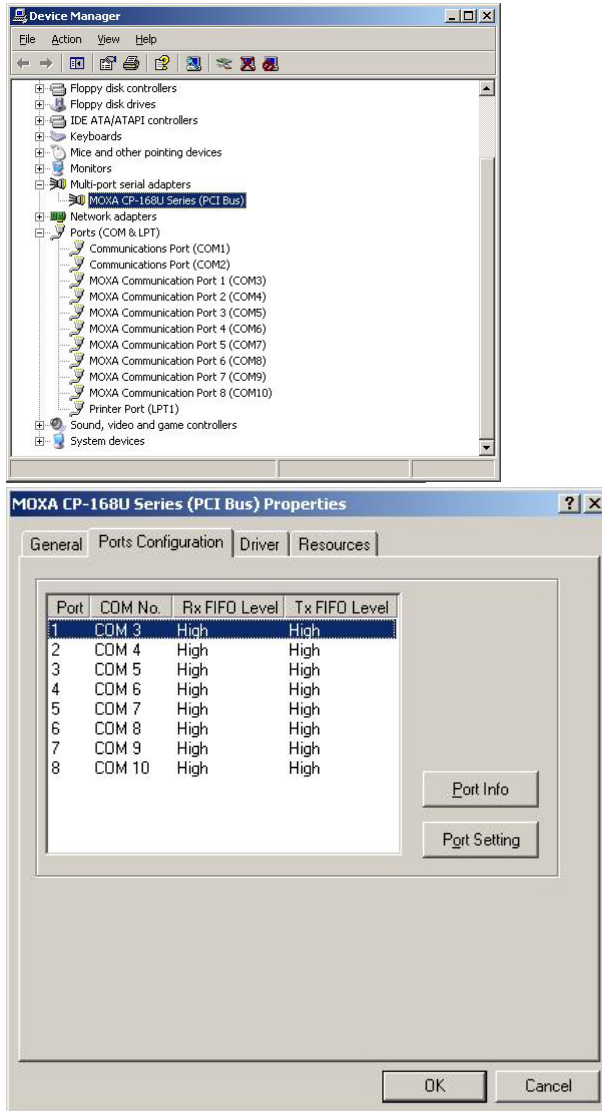 Device Manager
File Action View Help
Floppy disk controllers
Floppy disk drives
IDE ATA/ATAPI controllers
Keyboards
Mice and other pointing devices
Monitors
Multi-port serial adapters
MOXA CP-168U Series (PCI Bus)
Network adapters
Ports (COM & LPT)
Communications Port (COM1)
Communications Port (COM2)
MOXA Communication Port 1 (COM3)
MOXA Communication Port 2 (COM4)
MOXA Communication Port 3 (COM5)
MOXA Communication Port 4 (COM6)
MOXA Communication Port 5 (COM7)
MOXA Communication Port 6 (COM8)
MOXA Communication Port 7 (COM9)
MOXA Communication Port 8 (COM10)
Printer Port (LPT1)
Sound, video and game controllers
System devices
MOXA CP-168U Series (PCI Bus) Properties
General Ports Configuration Driver Resources
Port COM No. Rx FIFO Level Tx FIFO Level
1 COM 3 High High
2 COM 4 High High
3 COM 5 High High
4 COM 6 High High
5 COM 7 High High
6 COM 8 High High
7 COM 9 High High
8 COM 10 High High
Port Info
Port Setting
OK Cancel